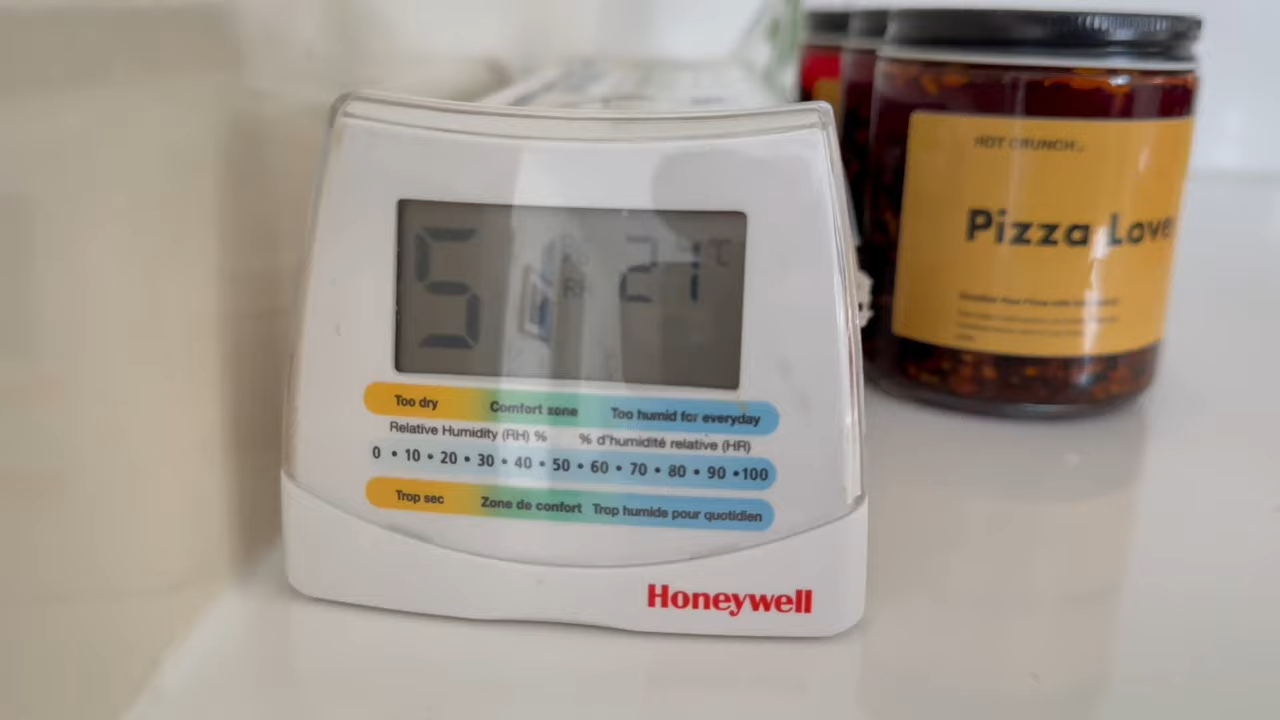 HOT CRUNCH
Pizza Love
21°C
RH
Too dry Comfort zone Too humid for everyday
Relative Humidity (RH) % % d'humidité relative (HR)
0 • 10 • 20 • 30 • 40 • 50 • 60 • 70 • 80 • 90 • 100
Trop sec Zone de confort Trop humide pour quotidien
Honeywell